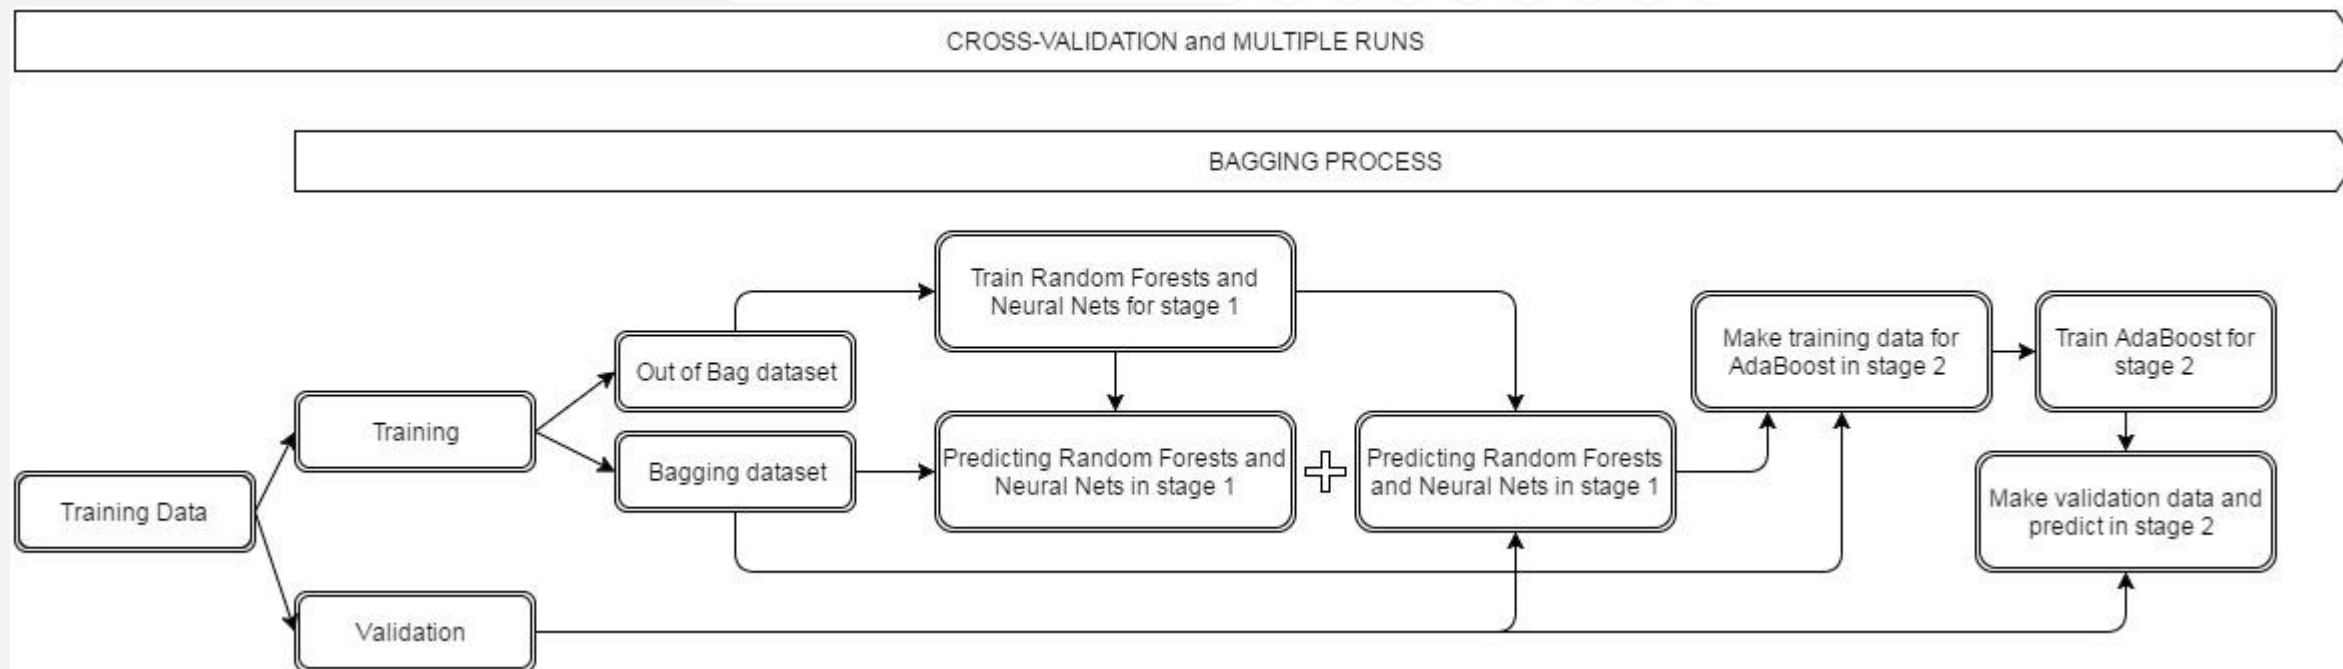 CROSS-VALIDATION and MULTIPLE RUNS
BAGGING PROCESS
Train Random Forests and
Neural Nets for stage 1
Make training data for
AdaBoost in stage 2
Train AdaBoost for
stage 2
Out of Bag dataset
Training
Bagging dataset
Predicting Random Forests and
Neural Nets in stage 1
Predicting Random Forests
and Neural Nets in stage 1
Training Data
Make validation data and
predict in stage 2
Validation